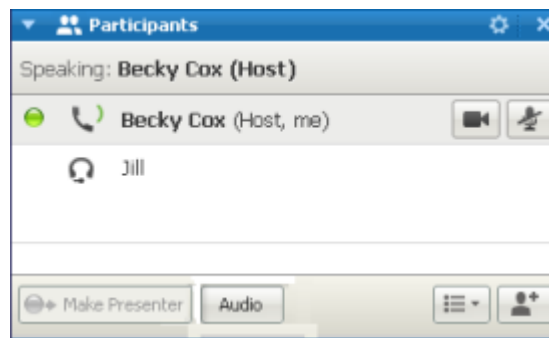 Participants
Speaking: Becky Cox (Host)
Becky Cox (Host, me)
Jill
Make Presenter Audio